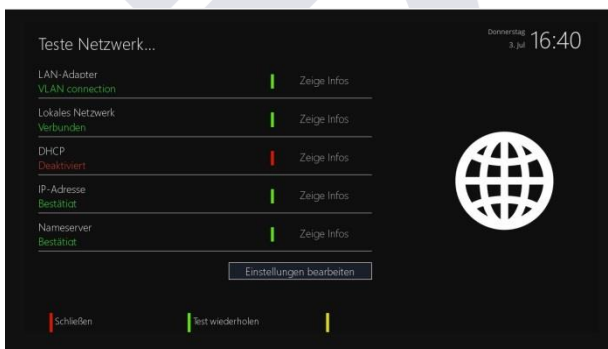 Teste Netzwerk...
Donnerstag
3. Jul 16:40
LAN-Adapter
VLAN connection
Zeige Infos
Lokales Netzwerk
Verbunden
Zeige Infos
DHCP
Deaktiviert
Zeige Infos
IP-Adresse
Bestätigt
Zeige Infos
Nameserver
Bestätigt
Zeige Infos
Einstellungen bearbeiten
Schließen
Test wiederholen